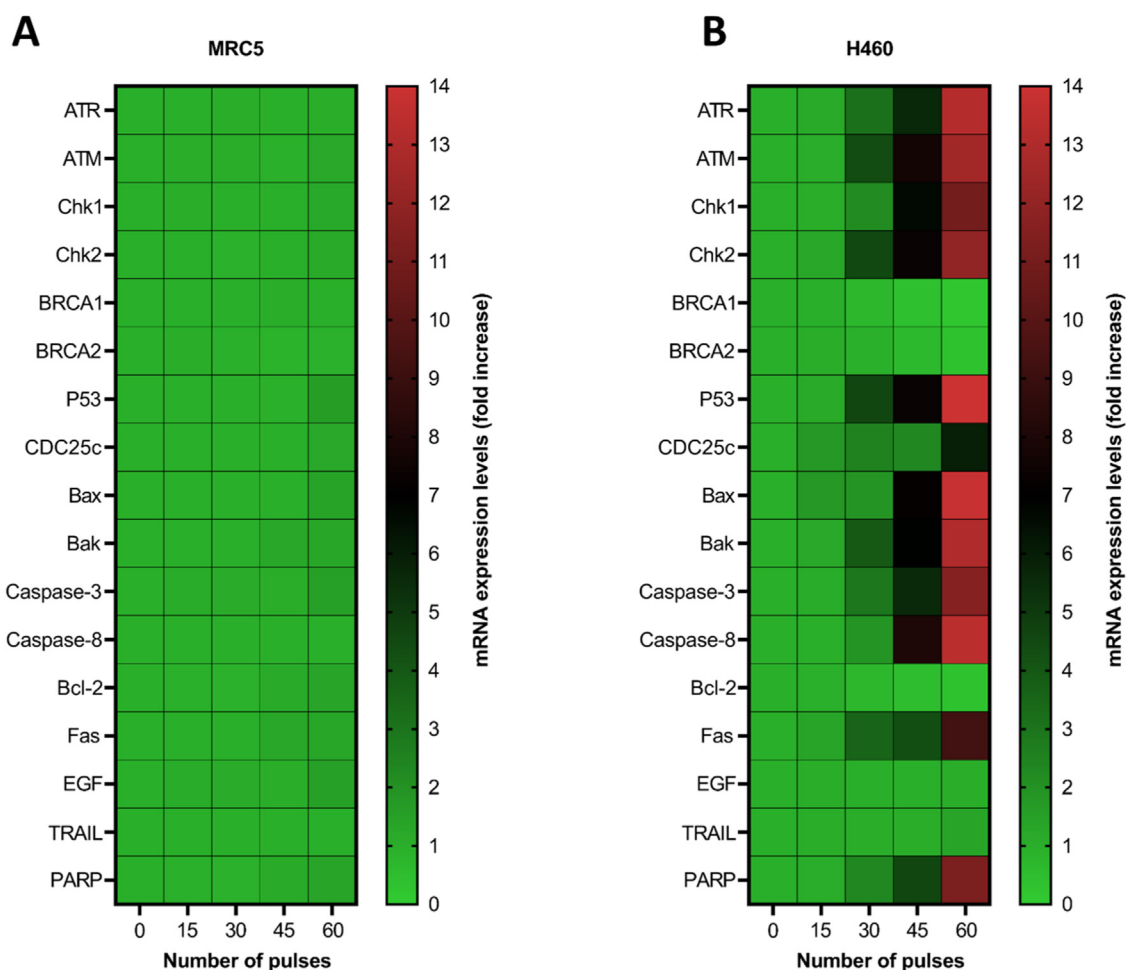 A
MRC5
ATR
ATM
Chk1
Chk2
BRCA1
BRCA2
P53
CDC25c
Bax
Bak
Caspase-3
Caspase-8
Bcl-2
Fas
EGF
TRAIL
PARP
0 15 30 45 60
Number of pulses
14
13
12
11
10
9
8
7
6
5
4
3
2
1
0
mRNA expression levels (fold increase)
B
H460
ATR
ATM
Chk1
Chk2
BRCA1
BRCA2
P53
CDC25c
Bax
Bak
Caspase-3
Caspase-8
Bcl-2
Fas
EGF
TRAIL
PARP
0 15 30 45 60
Number of pulses
14
13
12
11
10
9
8
7
6
5
4
3
2
1
0
mRNA expression levels (fold increase)